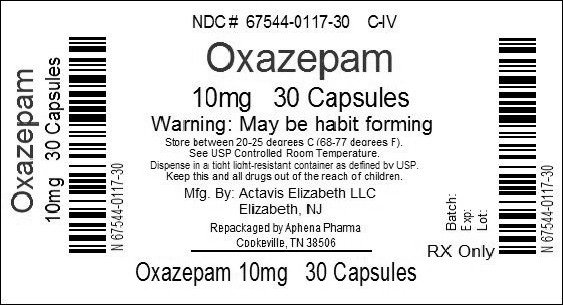 NDC # 67544-0117-30 C-IV
Oxazepam
10mg 30 Capsules
Warning: May be habit forming
Store between 20-25 degrees C (68-77 degrees F).
See USP Controlled Room Temperature.
Dispense in a tight light-resistant container as defined by USP.
Keep this and all drugs out of the reach of children.
Mfg. By: Actavis Elizabeth LLC
Elizabeth, NJ
Repackaged by Aphena Pharma
Cookeville, TN 38506
Oxazepam 10mg 30 Capsules
Oxazepam
10mg 30 Capsules
N 67544-0117-30
Batch:
Exp:
Lot:
RX Only
N 67544-0117-30